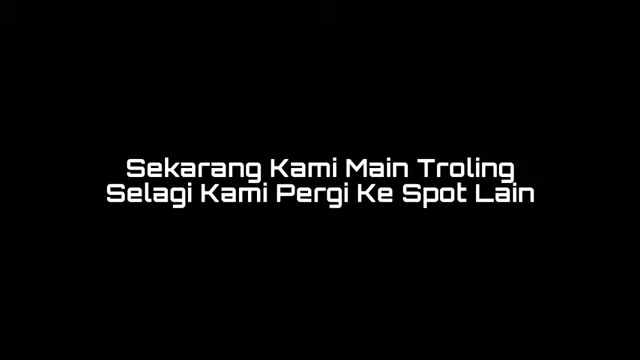 Sekarang Kami Main Troling
Selagi Kami Pergi Ke Spot Lain